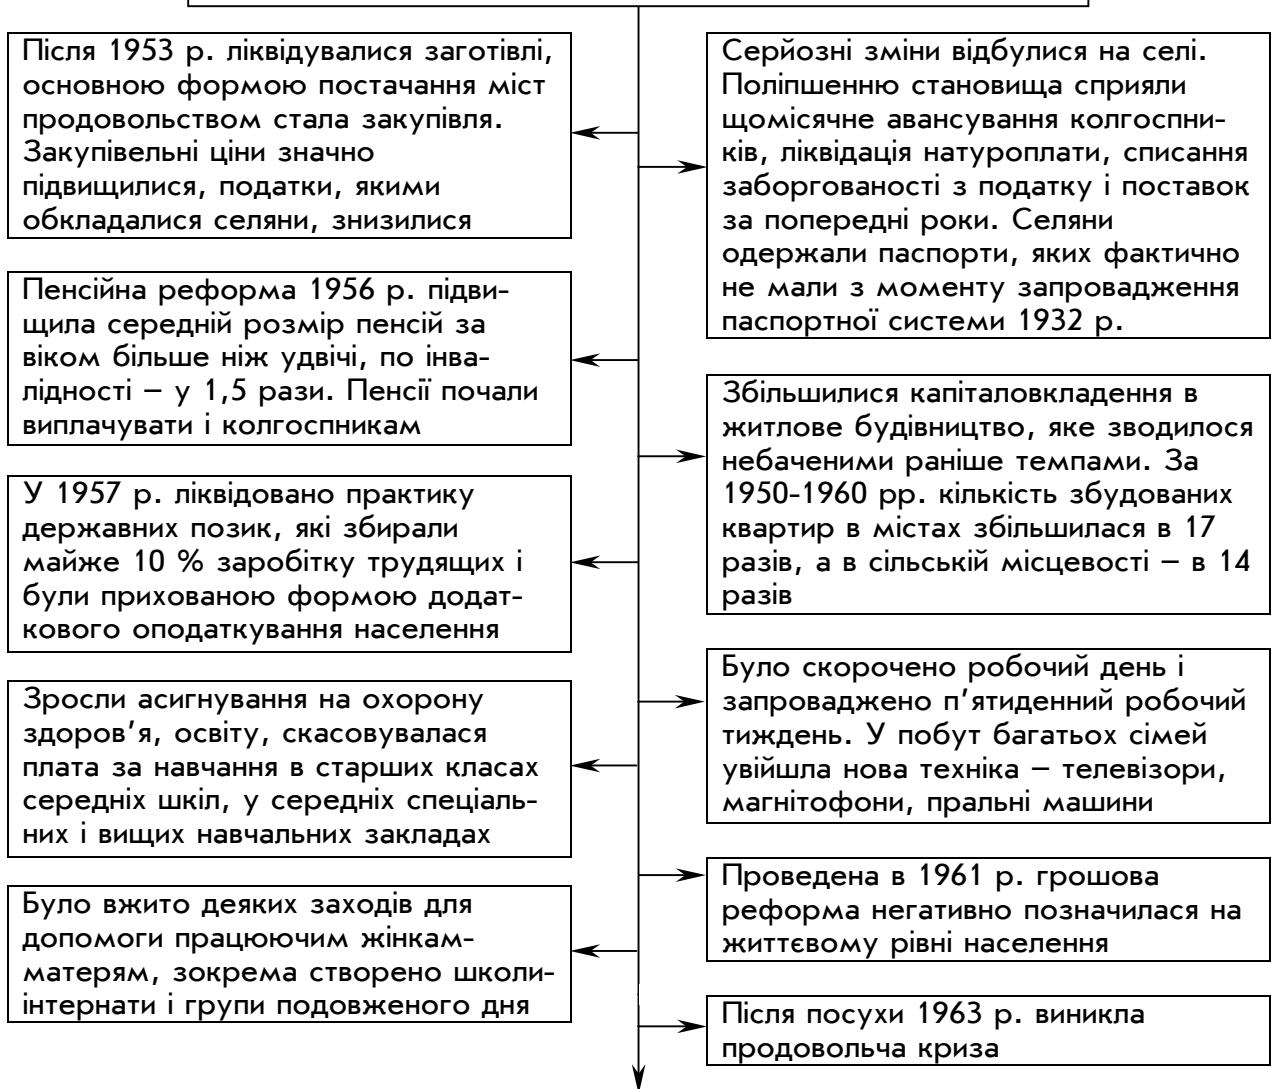 Після 1953 р. ліквідувалися заготівлі,
основною формою постачання міст
продовольством стала закупівля.
Закупівельні ціни значно
підвищилися, податки, якими
обкладалися селяни, знизилися
Пенсійна реформа 1956 р. підви-
щила середній розмір пенсій за
віком більше ніж удвічі, по інва-
лідності – у 1,5 рази. Пенсії почали
виплачувати і колгоспникам
У 1957 р. ліквідовано практику
державних позик, які збирали
майже 10 % заробітку трудящих і
були прихованою формою додат-
кового оподаткування населення
Зросли асигнування на охорону
здоров'я, освіту, скасовувалася
плата за навчання в старших класах
середніх шкіл, у середніх спеціаль-
них і вищих навчальних закладах
Було вжито деяких заходів для
допомоги працюючим жінкам-
матерям, зокрема створено школи-
інтернати і групи подовженого дня
Серйозні зміни відбулися на селі.
Поліпшенню становища сприяли
щомісячне авансування колгоспни-
ків, ліквідація натуроплати, списання
заборгованості з податку і поставок
за попередні роки. Селяни
одержали паспорти, яких фактично
не мали з моменту запровадження
паспортної системи 1932 р.
Збільшилися капіталовкладення в
житлове будівництво, яке зводилося
небаченими раніше темпами. За
1950-1960 рр. кількість збудованих
квартир в містах збільшилася в 17
разів, а в сільській місцевості – в 14
разів
Було скорочено робочий день і
запроваджено п'ятиденний робочий
тиждень. У побут багатьох сімей
увійшла нова техніка – телевізори,
магнітофони, пральні машини
Проведена в 1961 р. грошова
реформа негативно позначилася на
життєвому рівні населення
Після посухи 1963 р. виникла
продовольча криза